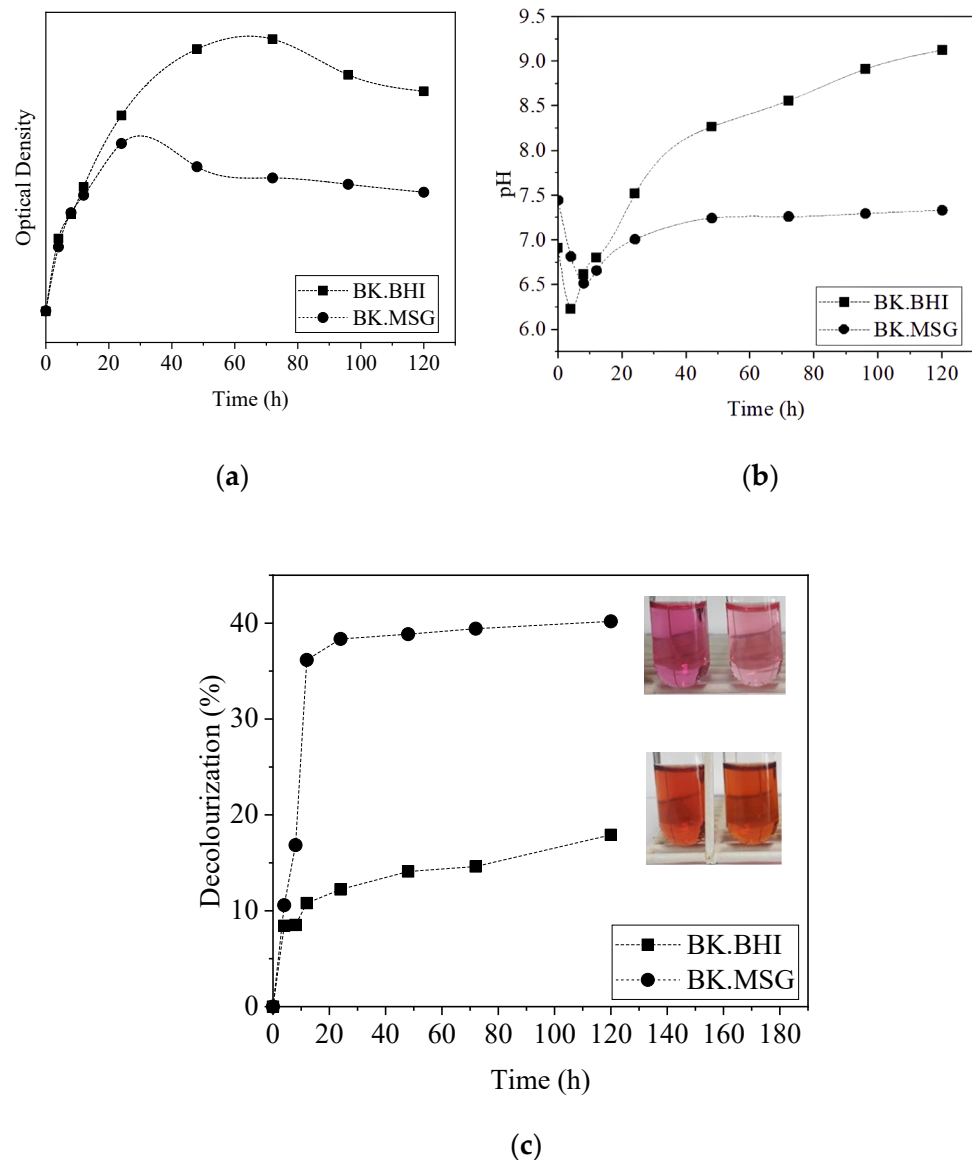 Optical Density
BK.BHI
BK.MSG
0 20 40 60 80 100 120
Time (h)
(a)
9.5
9.0
8.5
8.0
7.5
7.0
6.5
6.0
pH
BK.BHI
BK.MSG
0 20 40 60 80 100 120
Time (h)
(b)
40
30
20
10
0
Decolourization (%)
BK.BHI
BK.MSG
0 20 40 60 80 100 120 140 160 180
Time (h)
(c)